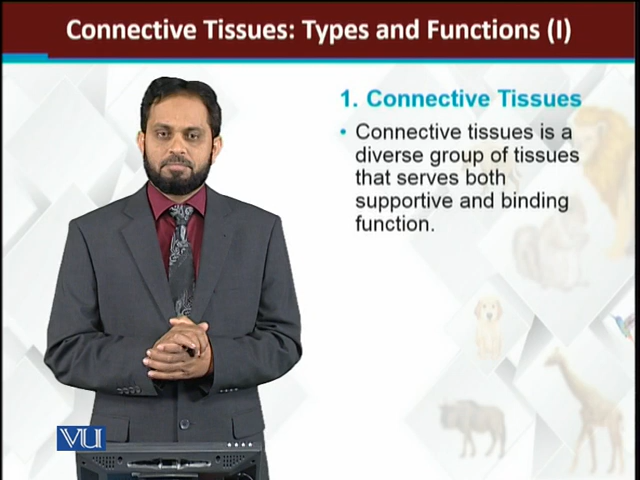 Connective Tissues: Types and Functions (I)
1. Connective Tissues
• Connective tissues is a
diverse group of tissues
that serves both
supportive and binding
function.
VU